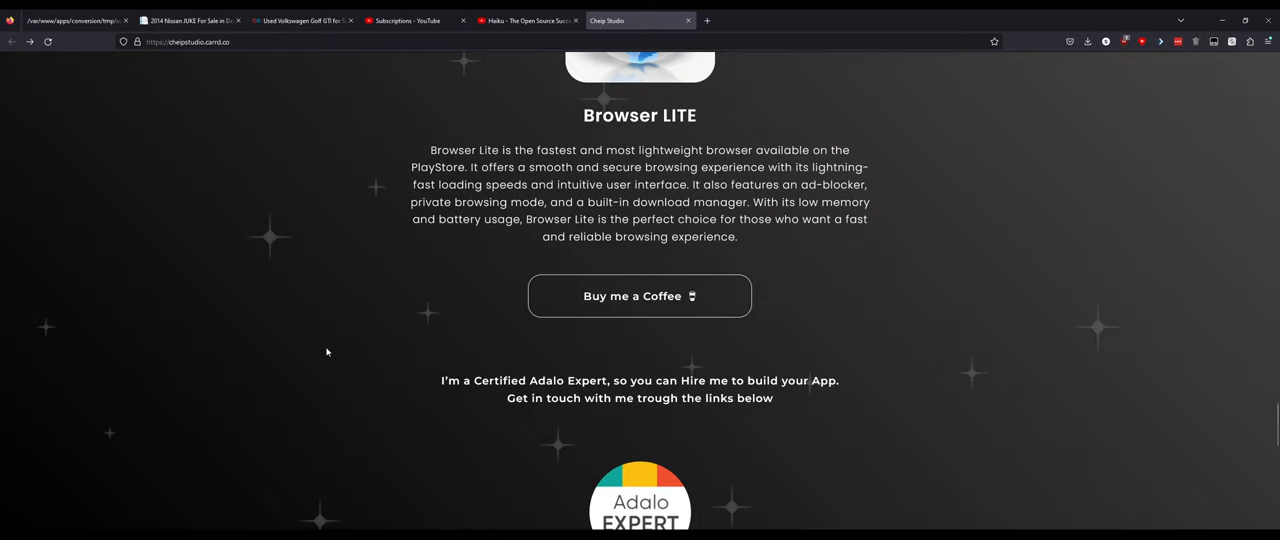 /var/www/apps/conversion/tmp/s
2014 Nissan JUKE For Sale in De
Used Volkswagen Golf GTI for S
Subscriptions - YouTube
Haiku - The Open Source Succ
Cheip Studio
https://cheipstudio.carrd.co
Browser LITE
Browser Lite is the fastest and most lightweight browser available on the
PlayStore. It offers a smooth and secure browsing experience with its lightning-
fast loading speeds and intuitive user interface. It also features an ad-blocker,
private browsing mode, and a built-in download manager. With its low memory
and battery usage, Browser Lite is the perfect choice for those who want a fast
and reliable browsing experience.
Buy me a Coffee
I'm a Certified Adalo Expert, so you can Hire me to build your App.
Get in touch with me trough the links below
Adalo
EXPERT